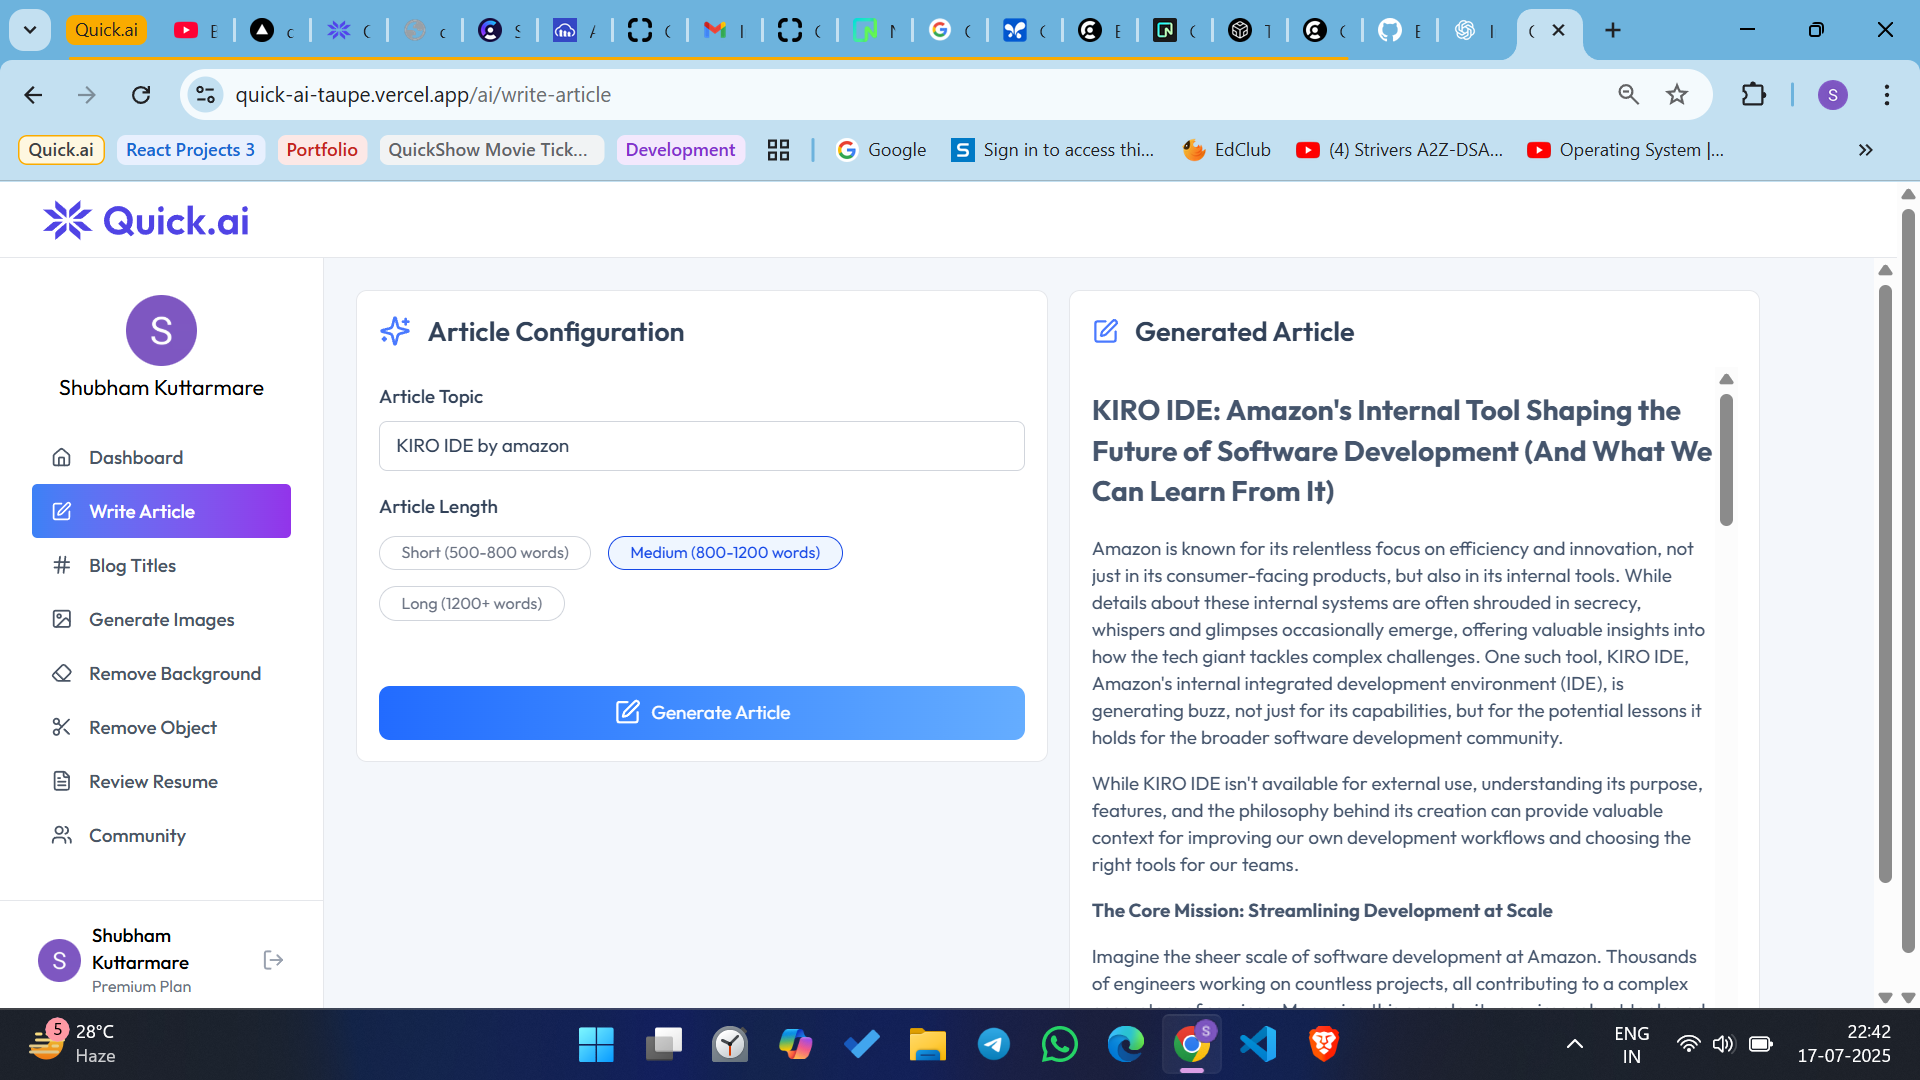 Quick.ai
quick-ai-taupe.vercel.app/ai/write-article
S
Quick.ai
React Projects 3
Portfolio
QuickShow Movie Tick...
Development
Google
Sign in to access thi...
EdClub
(4) Strivers A2Z-DSA...
Operating System |...
Quick.ai
S
Shubham Kuttarmare
Dashboard
Write Article
Blog Titles
Generate Images
Remove Background
Remove Object
Review Resume
Community
S
Shubham
Kuttarmare
Premium Plan
Article Configuration
Article Topic
KIRO IDE by amazon
Article Length
Short (500-800 words)
Medium (800-1200 words)
Long (1200+ words)
Generate Article
Generated Article
KIRO IDE: Amazon's Internal Tool Shaping the
Future of Software Development (And What We
Can Learn From It)
Amazon is known for its relentless focus on efficiency and innovation, not
just in its consumer-facing products, but also in its internal tools. While
details about these internal systems are often shrouded in secrecy,
whispers and glimpses occasionally emerge, offering valuable insights into
how the tech giant tackles complex challenges. One such tool, KIRO IDE,
Amazon's internal integrated development environment (IDE), is
generating buzz, not just for its capabilities, but for the potential lessons it
holds for the broader software development community.
While KIRO IDE isn't available for external use, understanding its purpose,
features, and the philosophy behind its creation can provide valuable
context for improving our own development workflows and choosing the
right tools for our teams.
The Core Mission: Streamlining Development at Scale
Imagine the sheer scale of software development at Amazon. Thousands
of engineers working on countless projects, all contributing to a complex
5
28°C
Haze
S
ENG
IN
22:42
17-07-2025